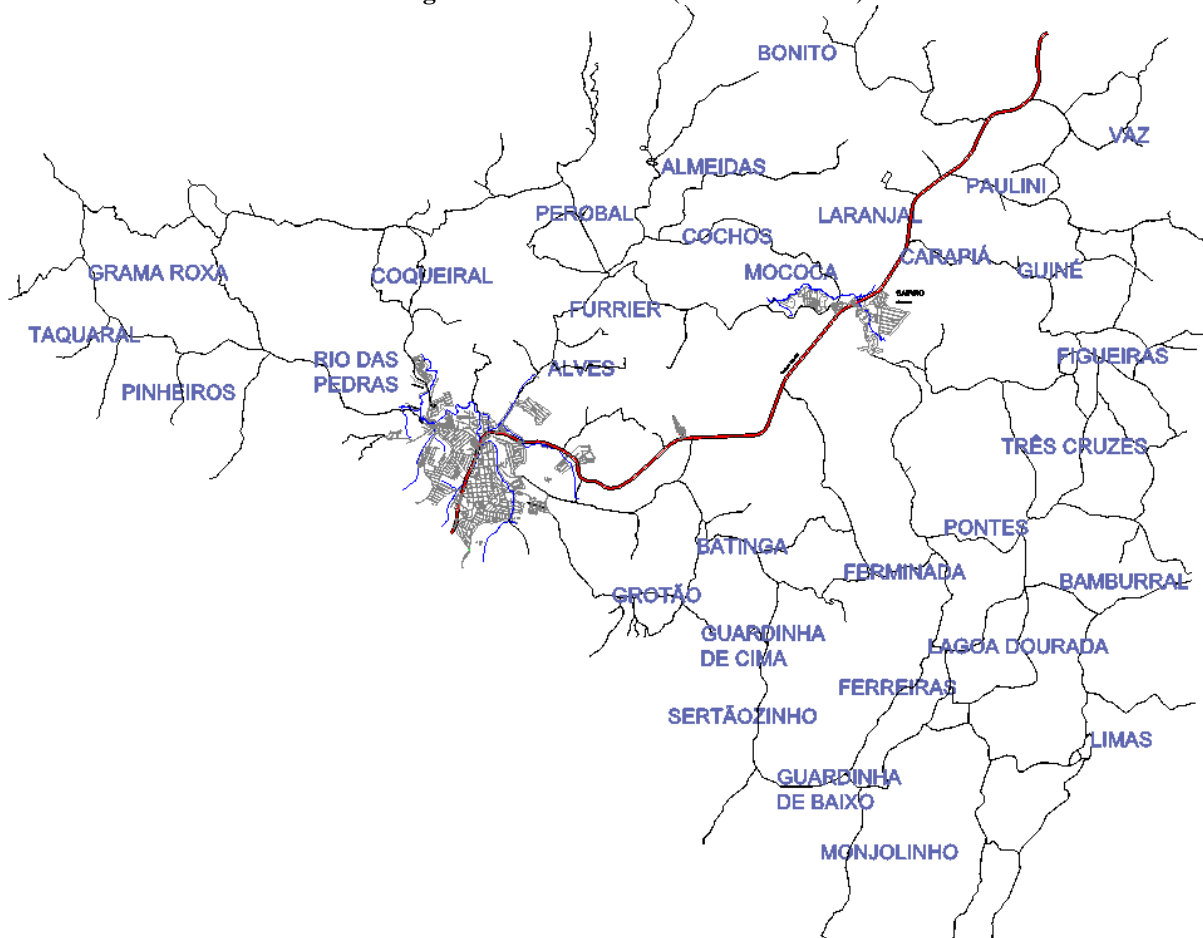 BONITO
VAZ
ALMEIDAS
PAULINI
PEROBAL
LARANJAL
COCHOS
CARAPIÁ
GRAMA ROXA
COQUEIRAL
MOCOCA
GUINÉ
BAIRRO
FURRIER
TAQUARAL
RIO DAS
PEDRAS
ALVES
FIGUEIRAS
PINHEIROS
TRÊS CRUZES
PONTES
BATINGA
FERMINADA
BAMBURRAL
GROTÃO
GUARDINHA
DE CIMA
LAGOA DOURADA
FERREIRAS
SERTÃOZINHO
LIMAS
GUARDINHA
DE BAIXO
MONJOLINHO